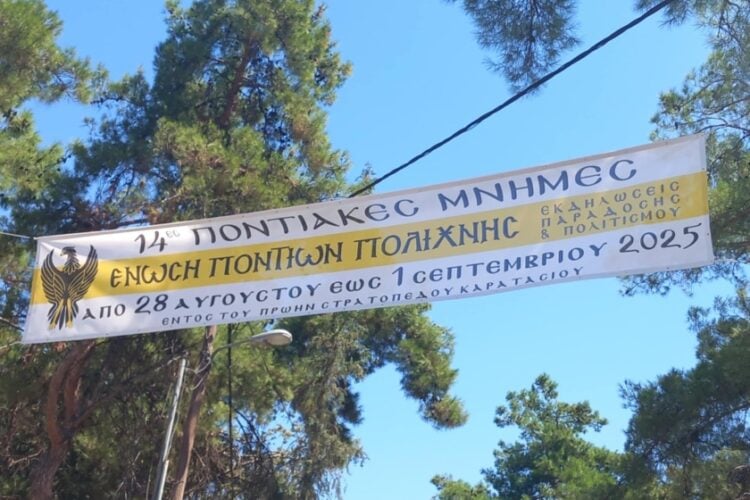 14ες ΠΟΝΤΙΑΚΕΣ ΜΝΗΜΕΣ
ΕΝΩΣΗ ΠΟΝΤΙΩΝ ΠΟΛΙΧΝΗΣ
ΕΚΔΗΛΩΣΕΙΣ
ΠΑΡΑΔΟΣΗΣ
& ΠΟΛΙΤΙΣΜΟΥ
ΑΠΟ 28 ΑΥΓΟΥΣΤΟΥ ΕΩΣ 1 ΣΕΠΤΕΜΒΡΙΟΥ 2025
ΕΝΤΟΣ ΤΟΥ ΠΡΩΗΝ ΣΤΡΑΤΟΠΕΔΟΥ ΚΑΡΑΤΑΣΙΟΥ